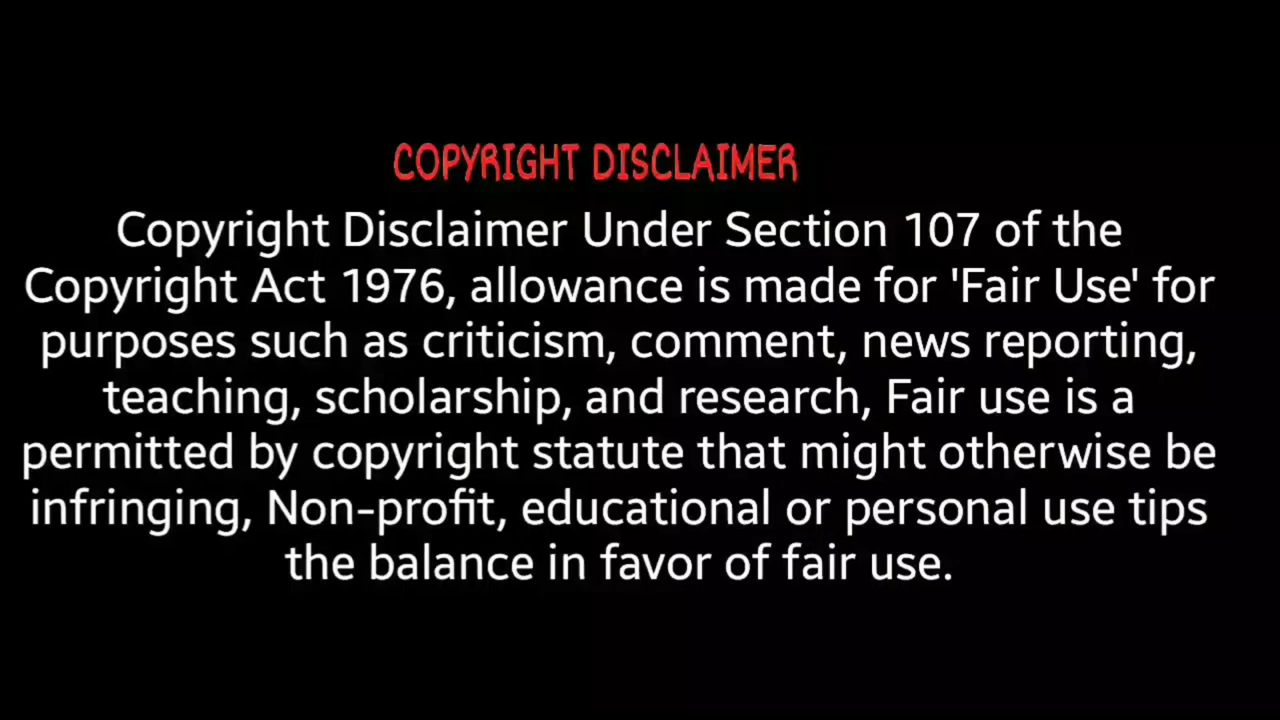 COPYRIGHT DISCLAIMER
Copyright Disclaimer Under Section 107 of the
Copyright Act 1976, allowance is made for 'Fair Use' for
purposes such as criticism, comment, news reporting,
teaching, scholarship, and research, Fair use is a
permitted by copyright statute that might otherwise be
infringing, Non-profit, educational or personal use tips
the balance in favor of fair use.